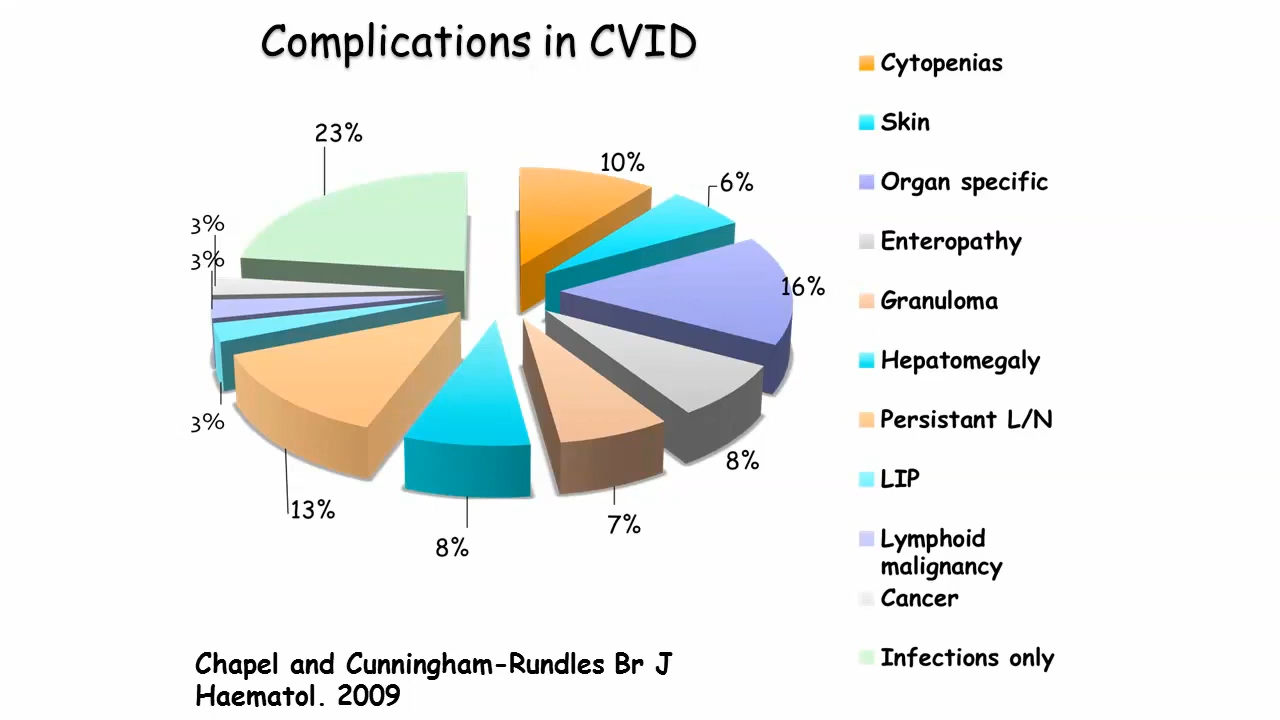 Complications in CVID
23%
10%
6%
3%
3%
16%
3%
8%
13%
7%
8%
Cytopenias
Skin
Organ specific
Enteropathy
Granuloma
Hepatomegaly
Persistant L/N
LIP
Lymphoid
malignancy
Cancer
Infections only
Chapel and Cunningham-Rundles Br J
Haematol. 2009